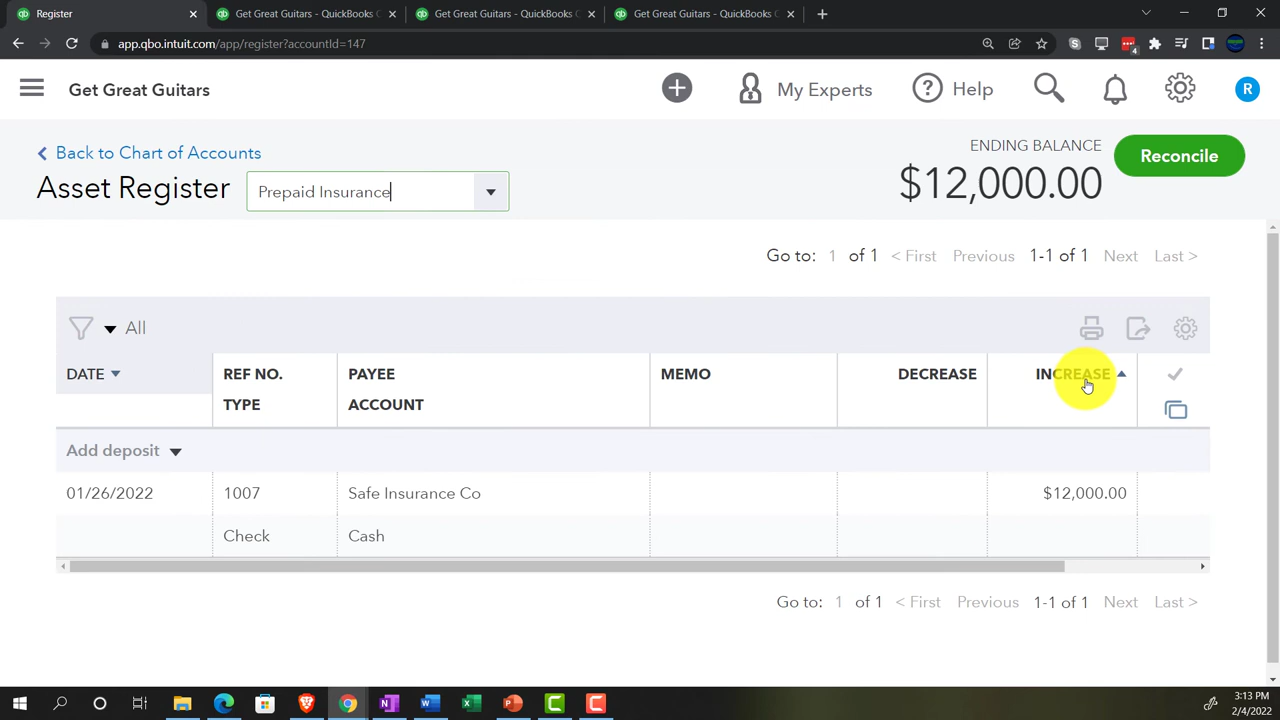 Register
Get Great Guitars - QuickBooks C
Get Great Guitars - QuickBooks C
Get Great Guitars - QuickBooks C
app.qbo.intuit.com/app/register?accountId=147
4
Get Great Guitars
My Experts
Help
R
Back to Chart of Accounts
ENDING BALANCE
Reconcile
Asset Register
Prepaid Insurance
$12,000.00
Go to: 1 of 1 < First Previous 1-1 of 1 Next Last >
All
DATE REF NO. PAYEE MEMO DECREASE INCREASE
TYPE ACCOUNT
Add deposit
01/26/2022 1007 Safe Insurance Co $12,000.00
Check Cash
Go to: 1 of 1 < First Previous 1-1 of 1 Next Last >
3:13 PM
2/4/2022